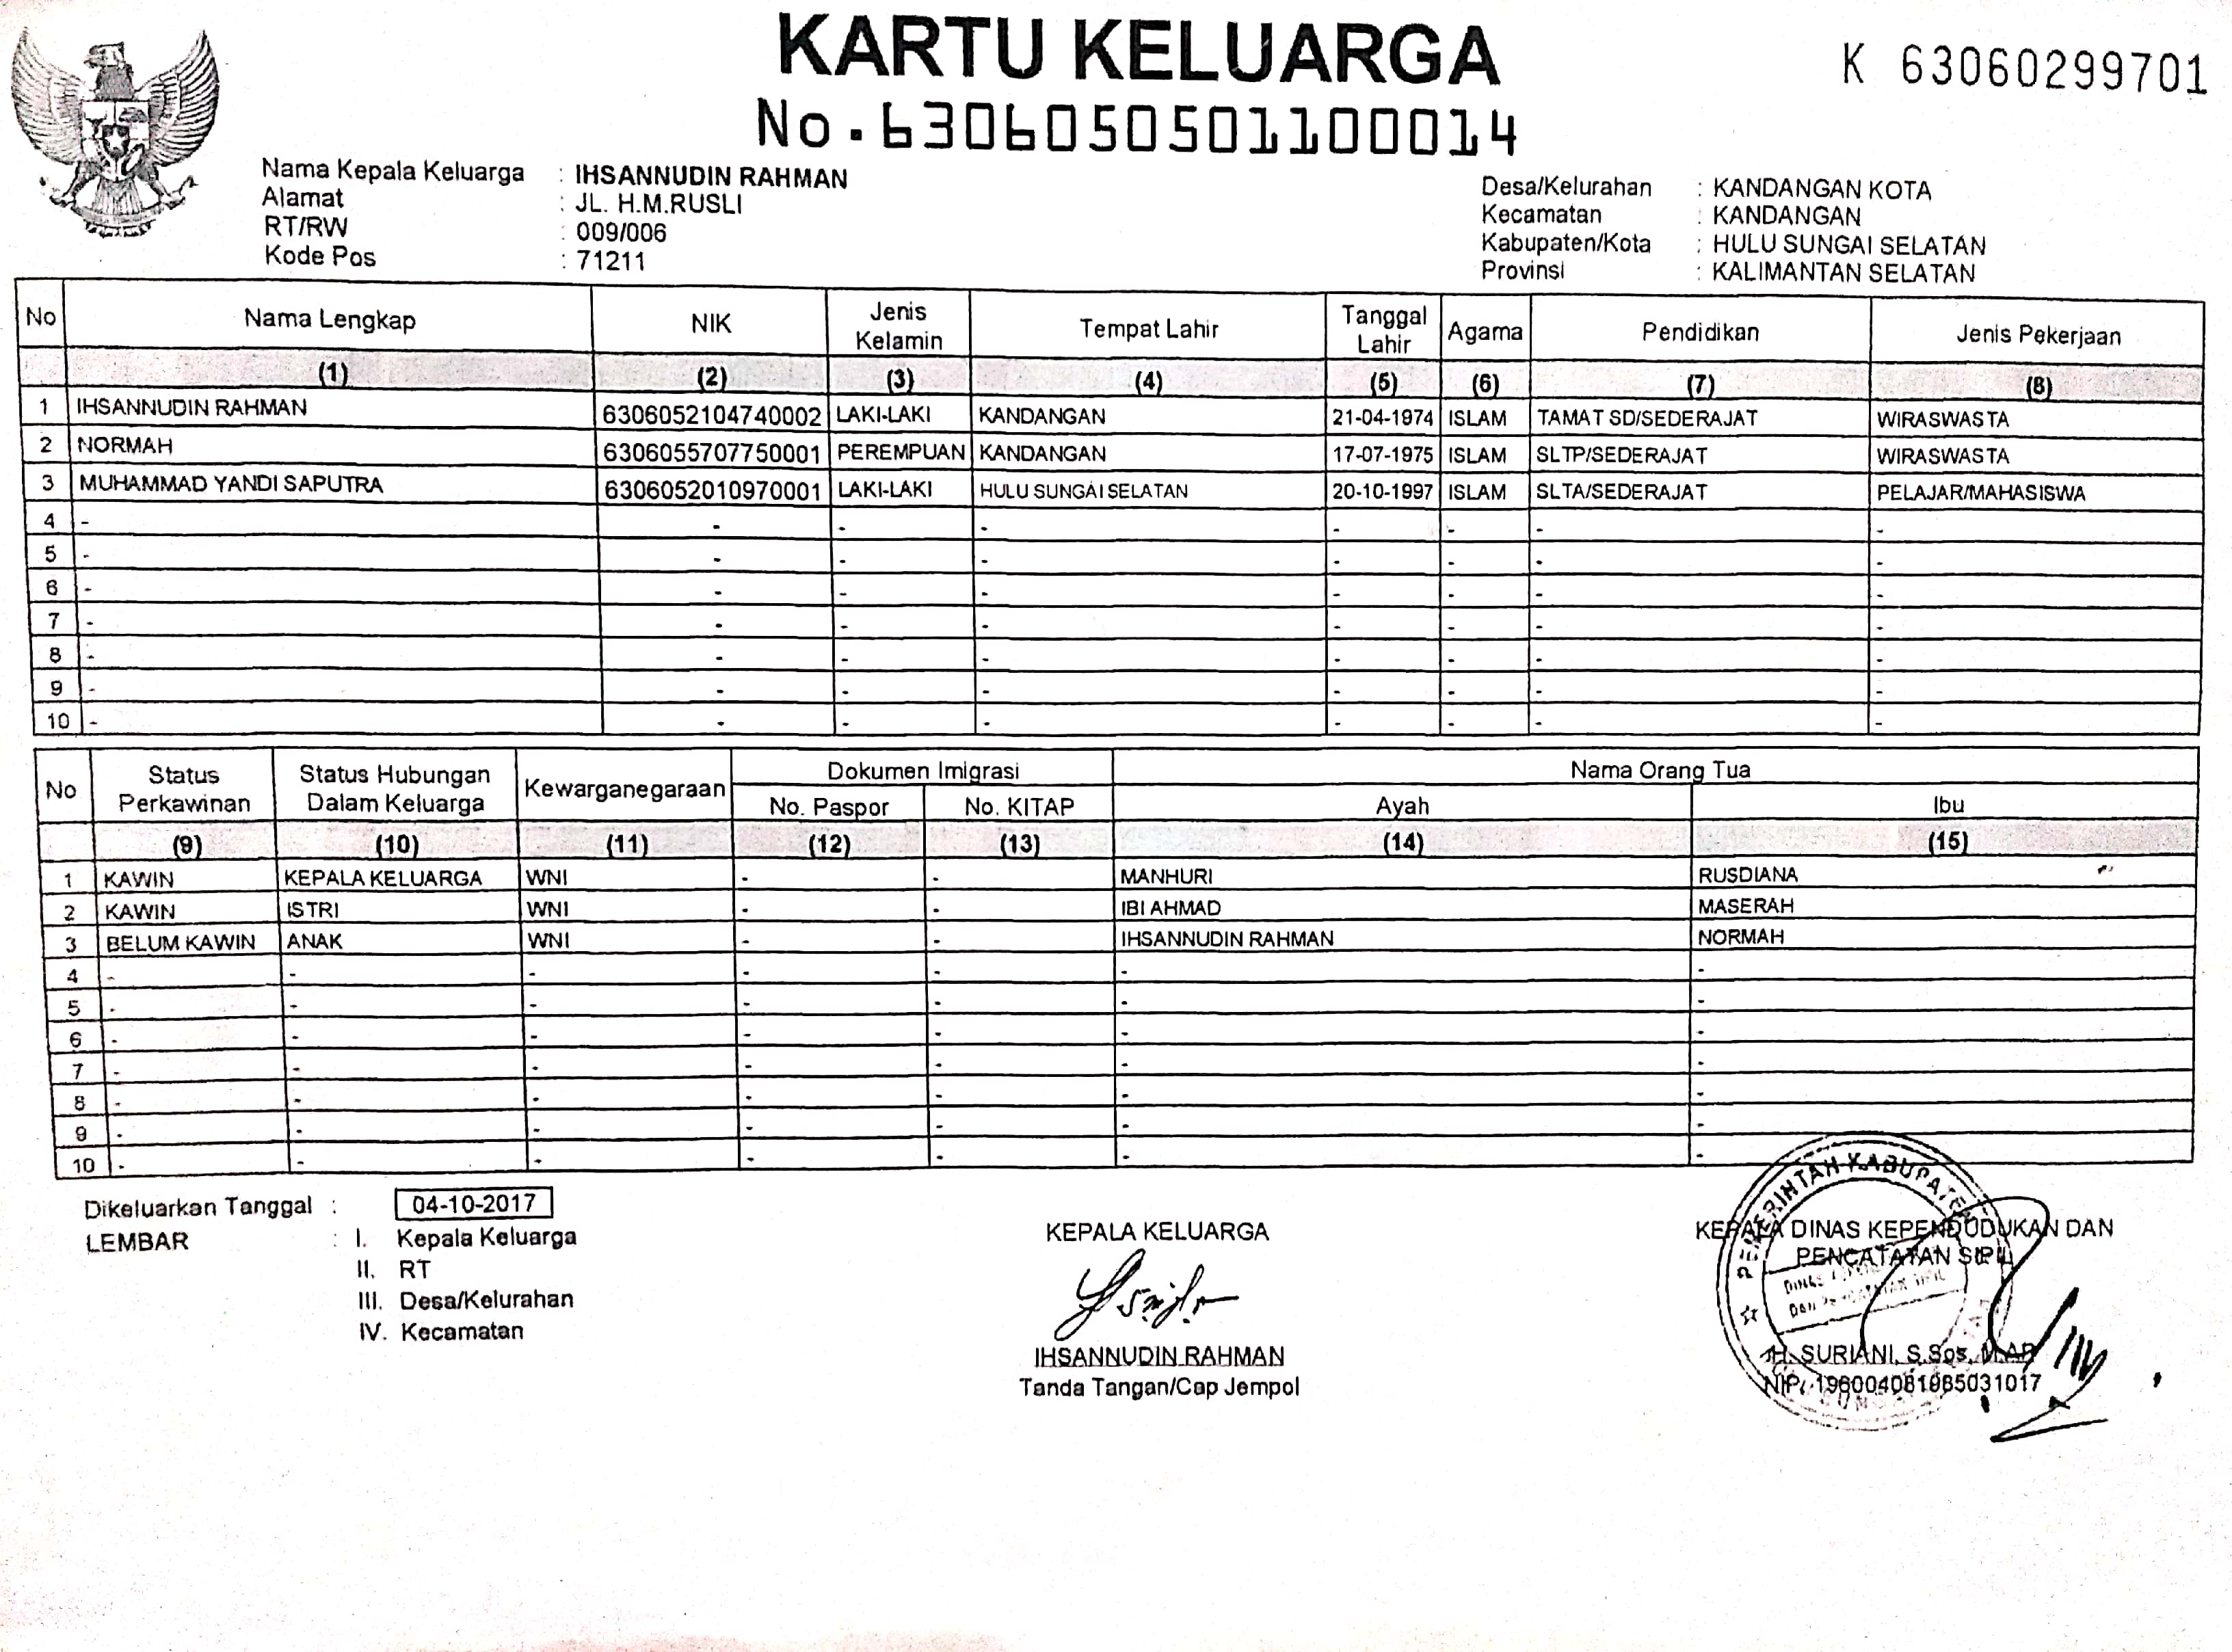 KARTU KELUARGA
K 63060299701
No.6306050501100014
Nama Kepala Keluarga : IHSANNUDIN RAHMAN
Alamat : JL. H.M.RUSLI
RT/RW : 009/006
Kode Pos : 71211
Desa/Kelurahan : KANDANGAN KOTA
Kecamatan : KANDANGAN
Kabupaten/Kota : HULU SUNGAI SELATAN
Provinsi : KALIMANTAN SELATAN
No Nama Lengkap NIK Jenis Kelamin Tempat Lahir Tanggal Lahir Agama Pendidikan Jenis Pekerjaan
(1) (2) (3) (4) (5) (6) (7) (8)
1 IHSANNUDIN RAHMAN 6306052104740002 LAKI-LAKI KANDANGAN 21-04-1974 ISLAM TAMAT SD/SEDERAJAT WIRASWASTA
2 NORMAH 6306055707750001 PEREMPUAN KANDANGAN 17-07-1975 ISLAM SLTP/SEDERAJAT WIRASWASTA
3 MUHAMMAD YANDI SAPUTRA 6306052010970001 LAKI-LAKI HULU SUNGAI SELATAN 20-10-1997 ISLAM SLTA/SEDERAJAT PELAJAR/MAHASISWA
4 - - - - - - - -
5 - - - - - - - -
6 - - - - - - - -
7 - - - - - - - -
8 - - - - - - - -
9 - - - - - - - -
10 - - - - - - - -
No Status Perkawinan Status Hubungan Dalam Keluarga Kewarganegaraan Dokumen Imigrasi Nama Orang Tua
No. Paspor No. KITAP Ayah Ibu
(9) (10) (11) (12) (13) (14) (15)
1 KAWIN KEPALA KELUARGA WNI - - MANHURI RUSDIANA
2 KAWIN ISTRI WNI - - IBI AHMAD MASERAH
3 BELUM KAWIN ANAK WNI - - IHSANNUDIN RAHMAN NORMAH
4 - - - - - - -
5 - - - - - - -
6 - - - - - - -
7 - - - - - - -
8 - - - - - - -
9 - - - - - - -
10 - - - - - - -
Dikeluarkan Tanggal : 04-10-2017
LEMBAR : I. Kepala Keluarga
II. RT
III. Desa/Kelurahan
IV. Kecamatan
KEPALA KELUARGA
IHSANNUDIN RAHMAN
Tanda Tangan/Cap Jempol
KEPALA DINAS KEPENDUDUKAN DAN
PENCATATAN SIPIL
PEMERINTAH KABUPATEN
H. SURIANI, S.Sos, M.AP
NIP. 196004081985031017